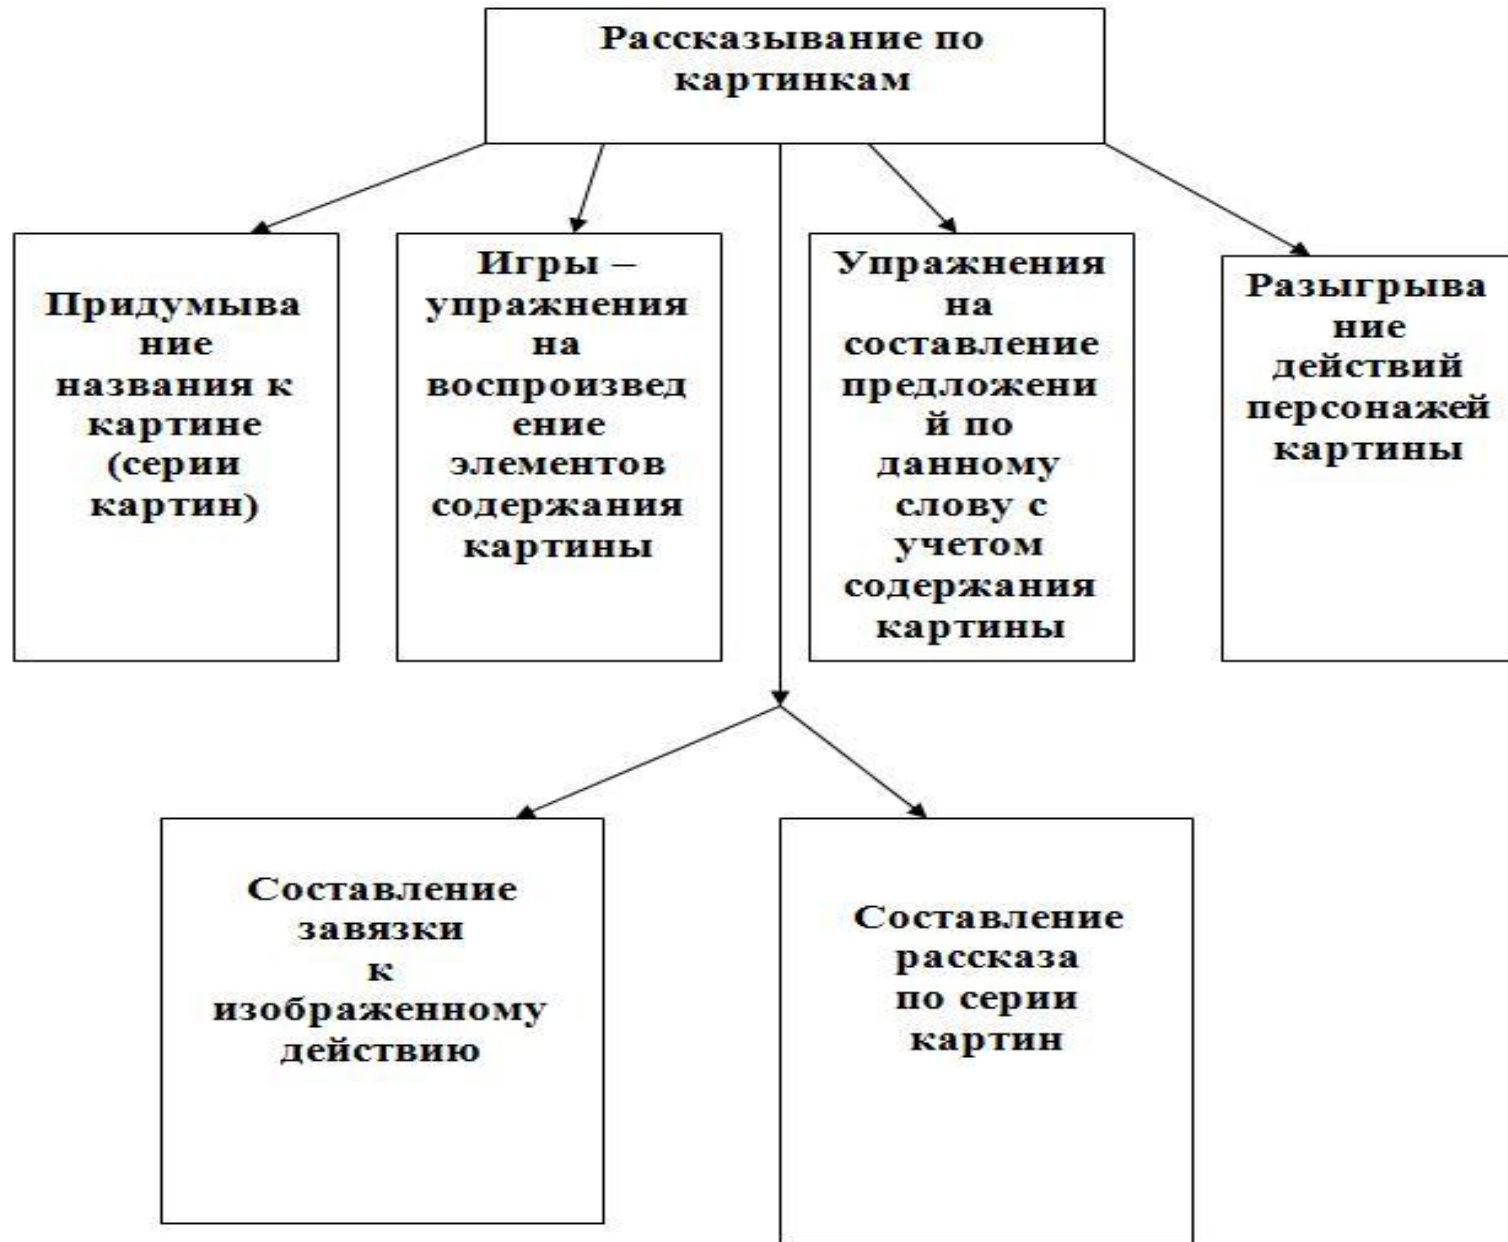 Рассказывание по
картинкам
Придумыва
ние
названия к
картине
(серии
картин)
Игры –
упражнения
на
воспроизвед
ение
элементов
содержания
картины
Упражнения
на
составление
предложени
й по
данному
слову с
учетом
содержания
картины
Разыгрыва
ние
действий
персонажей
картины
Составление
завязки
к
изображенному
действию
Составление
рассказа
по серии
картин